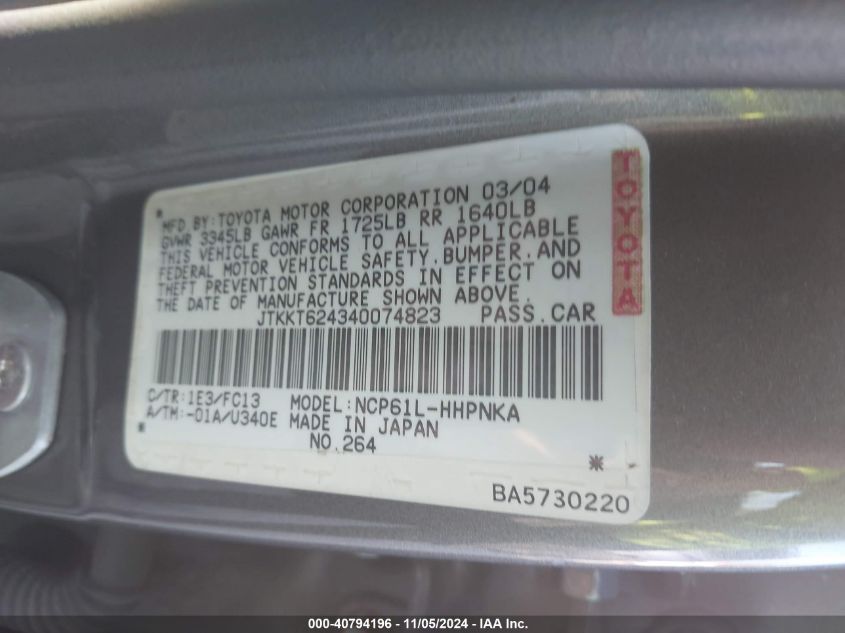 MFD BY:TOYOTA MOTOR CORPORATION 03/04
GVWR 3345LB GAWR FR 1725LB RR 1640LB
THIS VEHICLE CONFORMS TO ALL APPLICABLE
FEDERAL MOTOR VEHICLE SAFETY,BUMPER,AND
THEFT PREVENTION STANDARDS IN EFFECT ON
THE DATE OF MANUFACTURE SHOWN ABOVE.
JTKKT624340074823 PASS.CAR
C/TR:1E3/FC13 MODEL:NCP61L-HHPNKA
A/TM:-01A/U340E MADE IN JAPAN
NO.264
BA5730220
TOYOTA
000-40794196 - 11/05/2024 - IAA Inc.